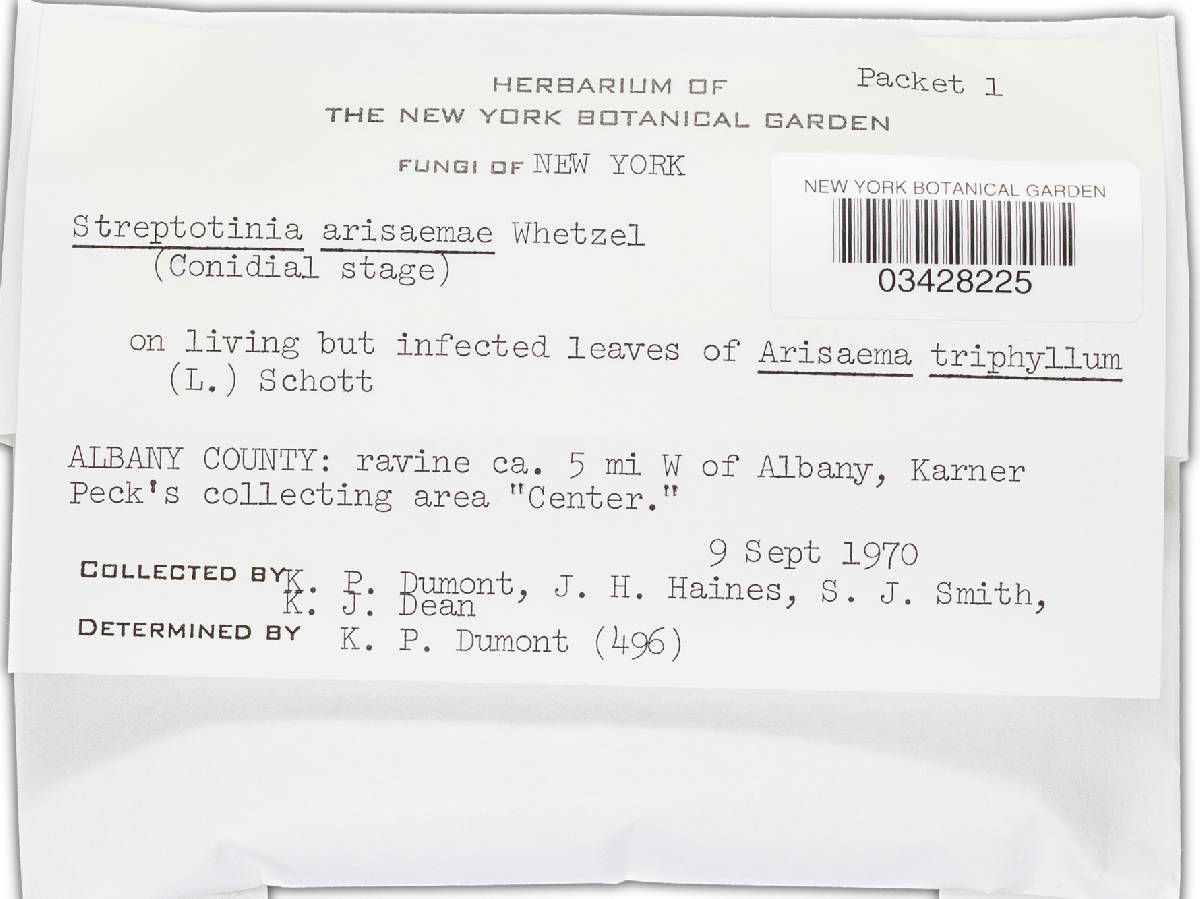 HERBARIUM OF
Packet 1
THE NEW YORK BOTANICAL GARDEN
FUNGI OF NEW YORK
NEW YORK BOTANICAL GARDEN
03428225
Streptotinia arisaemae Whetzel
(Conidial stage)
on living but infected leaves of Arisaema triphyllum
(L.) Schott
ALBANY COUNTY: ravine ca. 5 mi W of Albany, Karner
Peck's collecting area "Center."
9 Sept 1970
COLLECTED BY K. P. Dumont, J. H. Haines, S. J. Smith,
K. J. Dean
DETERMINED BY K. P. Dumont (496)